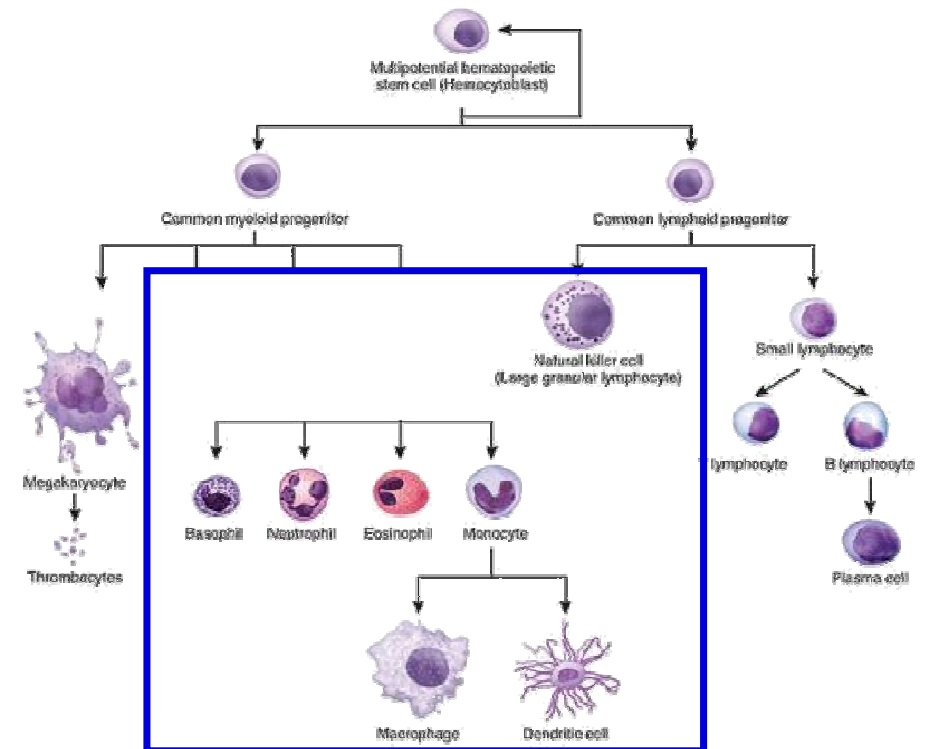 Multipotential hematopoietic
stem cell (Hemocytoblast)
Common myeloid progenitor
Common lymphoid progenitor
Natural killer cell
(Large granular lymphocyte)
Small lymphocyte
lymphocyte
B lymphocyte
Megakaryocyte
Basophil
Neutrophil
Eosinophil
Monocyte
Thrombocytes
Plasma cell
Macrophage
Dendritic cell